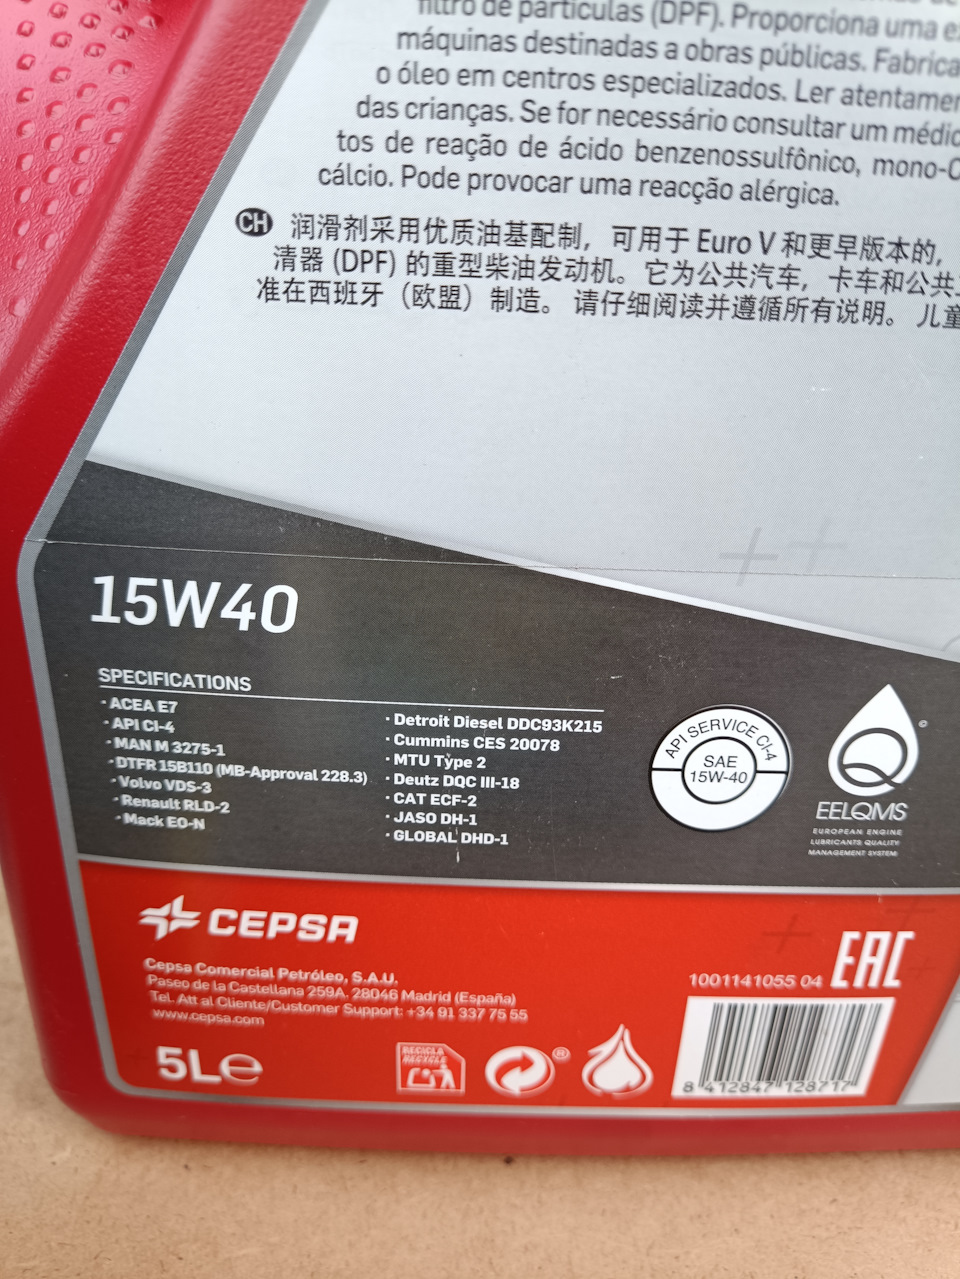 filtro de partículas (DPF). Proporciona uma
máquinas destinadas a obras públicas. Fabrica
o óleo em centros especializados. Ler atentamen
das crianças. Se for necessário consultar um médic
tos de reação de ácido benzenossulfônico, mono-C
cálcio. Pode provocar uma reacção alérgica.
CH 润滑剂采用优质油基配制，可用于 Euro V 和更早版本的，
清器 (DPF) 的重型柴油发动机。它为公共汽车，卡车和公共
准在西班牙（欧盟）制造。 请仔细阅读并遵循所有说明。 儿童
15W40
SPECIFICATIONS
· ACEA E7
· API CI-4
· MAN M 3275-1
· DTFR 15B110 (MB-Approval 228.3)
· Volvo VDS-3
· Renault RLD-2
· Mack EO-N
· Detroit Diesel DDC93K215
· Cummins CES 20078
· MTU Type 2
· Deutz DQC III-18
· CAT ECF-2
· JASO DH-1
· GLOBAL DHD-1
API SERVICE CI-4
SAE
15W-40
©
EELQMS
EUROPEAN ENGINE
LUBRICANTS QUALITY
MANAGEMENT SYSTEM
CEPSA
Cepsa Comercial Petróleo, S.A.U.
Paseo de la Castellana 259A. 28046 Madrid (España)
Tel. Att al Cliente/Customer Support: +34 91 337 75 55
www.cepsa.com
5L e
RECICLA
RECYCLE
®
1001141055 04
EAC
8 412847 128717